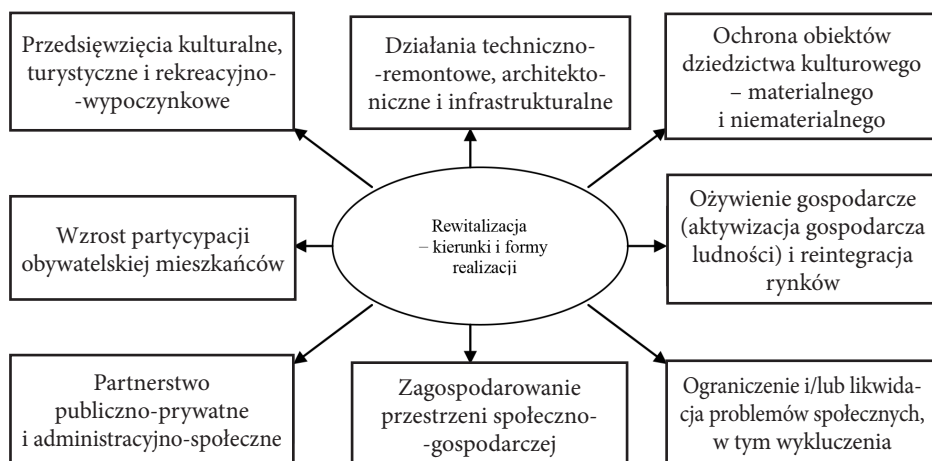 Przedsięwzięcia kulturalne,
turystyczne i rekreacyjno-
-wypoczynkowe
Działania techniczno-
-remontowe, architekto-
niczne i infrastrukturalne
Ochrona obiektów
dziedzictwa kulturowego
– materialnego
i niematerialnego
Wzrost partycypacji
obywatelskiej mieszkańców
Rewitalizacja
– kierunki i formy
realizacji
Ożywienie gospodarcze
(aktywizacja gospodarcza
ludności) i reintegracja
rynków
Partnerstwo
publiczno-prywatne
i administracyjno-społeczne
Zagospodarowanie
przestrzeni społeczno-
-gospodarczej
Ograniczenie i/lub likwida-
cja problemów społecznych,
w tym wykluczenia